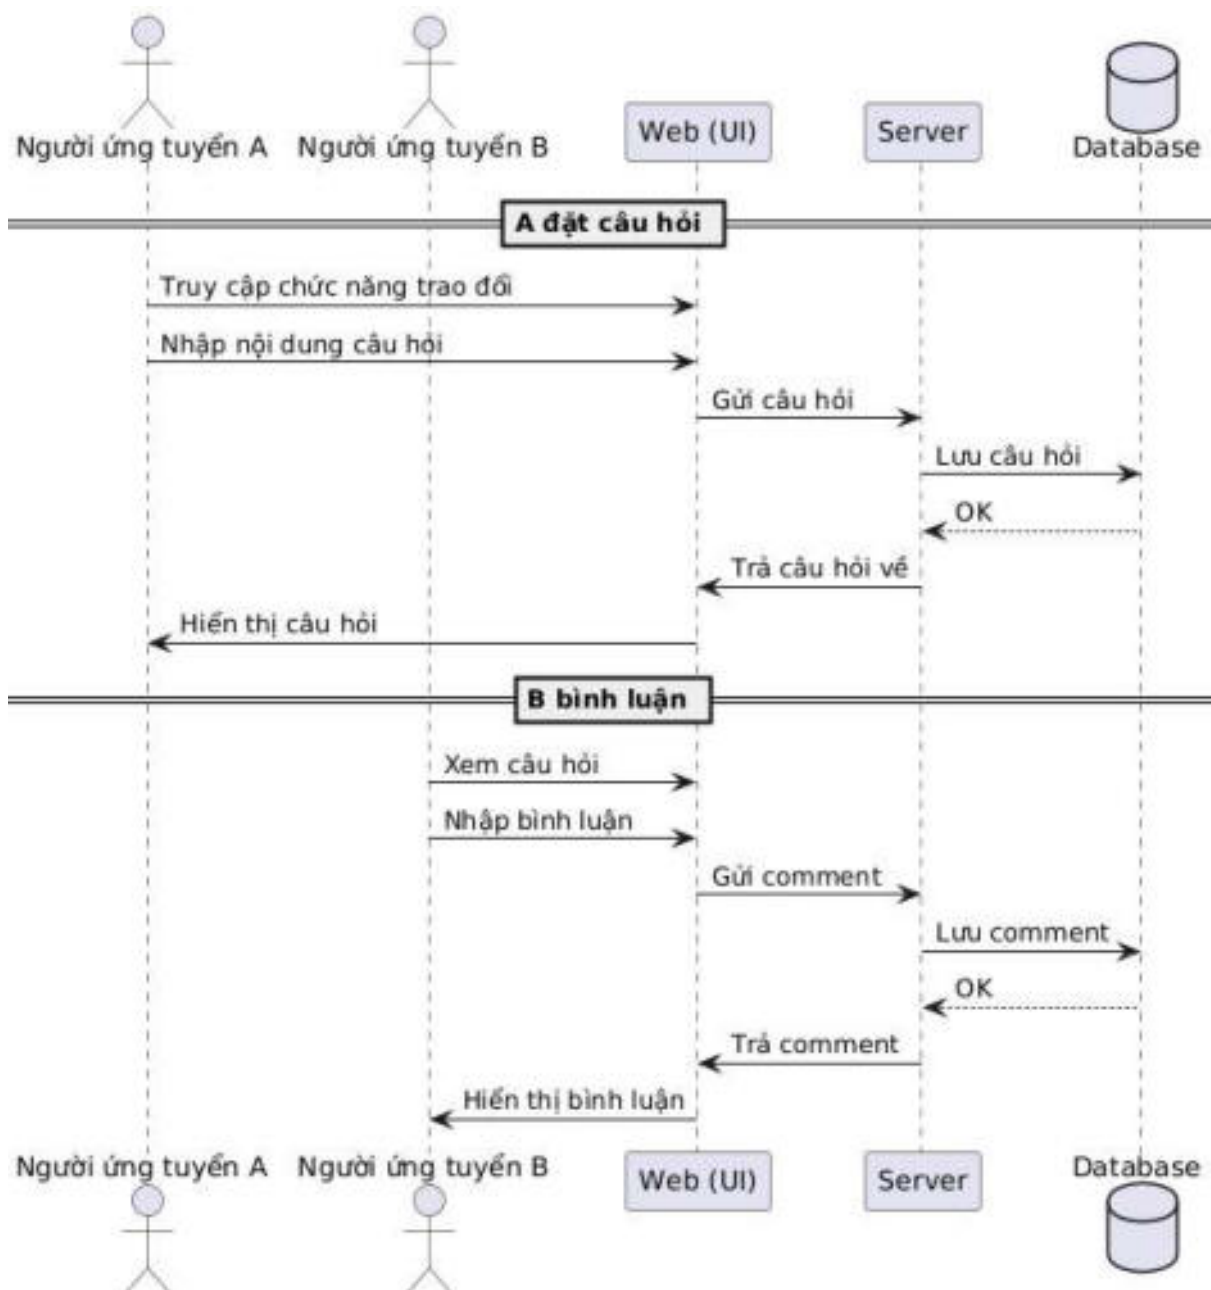 Người ứng tuyển A
Người ứng tuyển B
Web (UI)
Server
Database
A đặt câu hỏi
Truy cập chức năng trao đổi
Nhập nội dung câu hỏi
Gửi câu hỏi
Lưu câu hỏi
OK
Trả câu hỏi về
Hiển thị câu hỏi
B bình luận
Xem câu hỏi
Nhập bình luận
Gửi comment
Lưu comment
OK
Trả comment
Hiển thị bình luận
Người ứng tuyển A
Người ứng tuyển B
Web (UI)
Server
Database